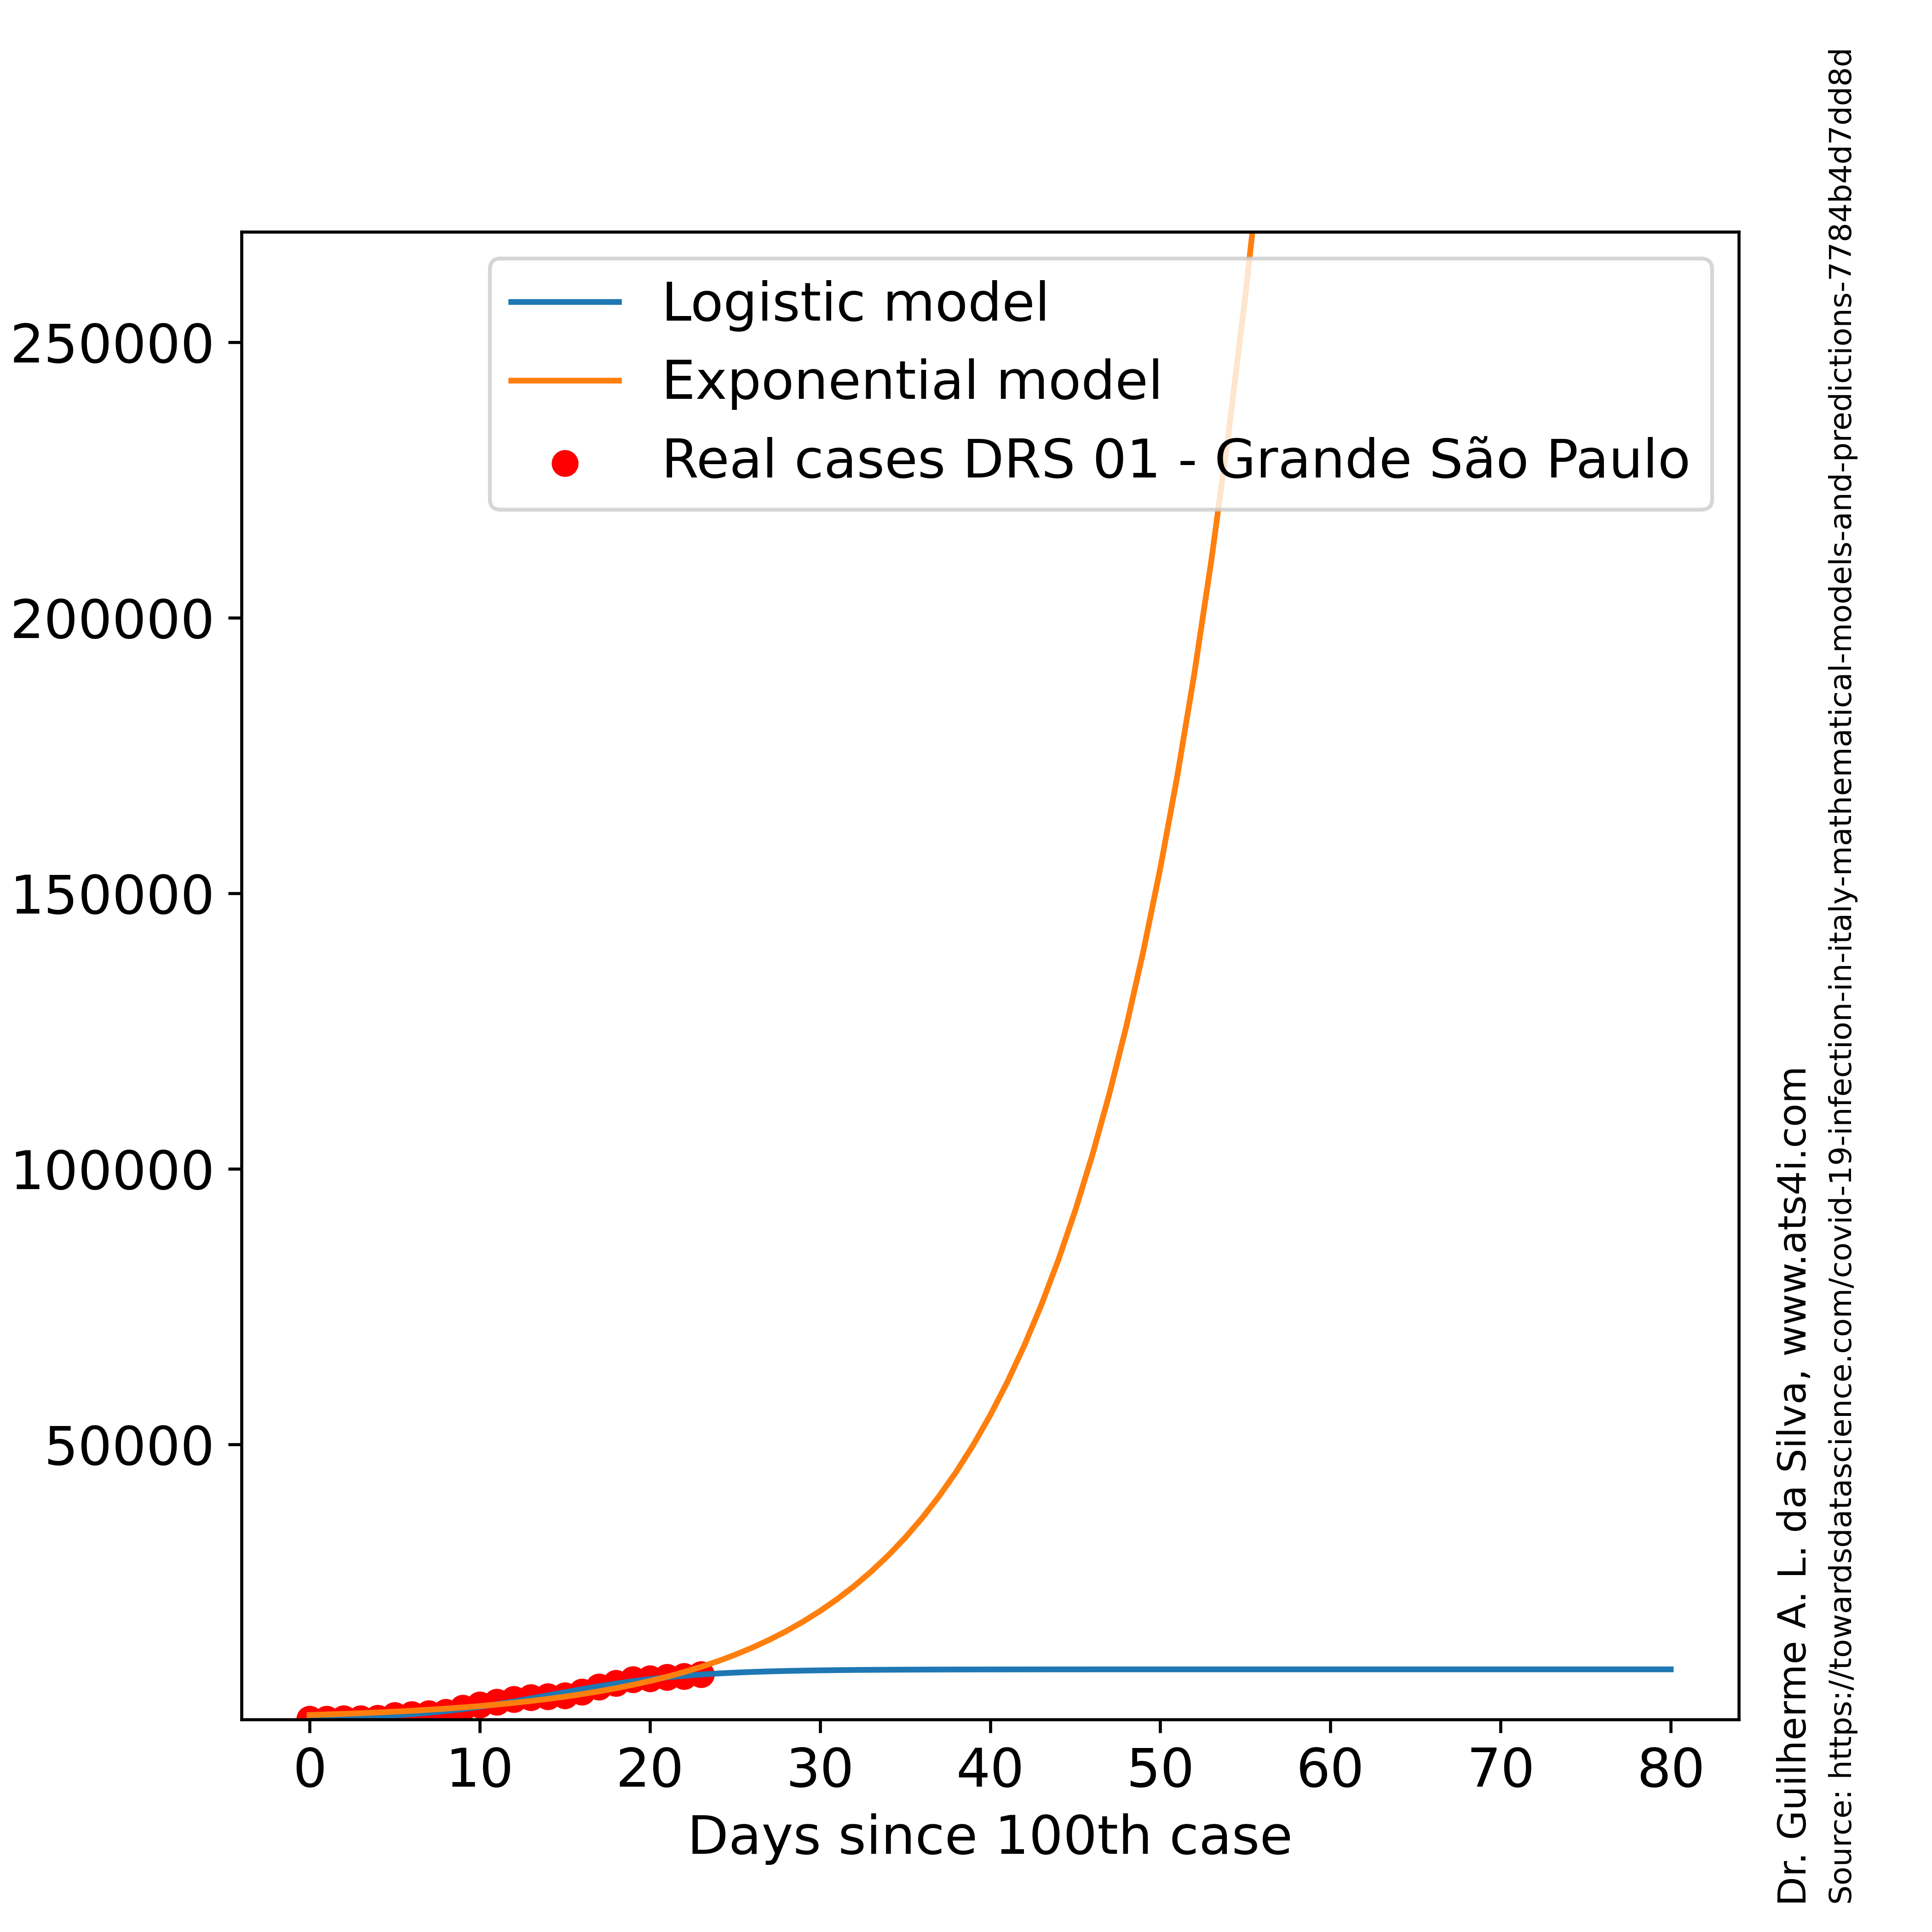 Logistic model
Exponential model
Real cases DRS 01 - Grande São Paulo
250000
200000
150000
100000
50000
0 10 20 30 40 50 60 70 80
Days since 100th case
Dr. Guilherme A. L. da Silva, www.ats4i.com
Source: https://towardsdatascience.com/covid-19-infection-in-italy-mathematical-models-and-predictions-7784b4d7dd8d